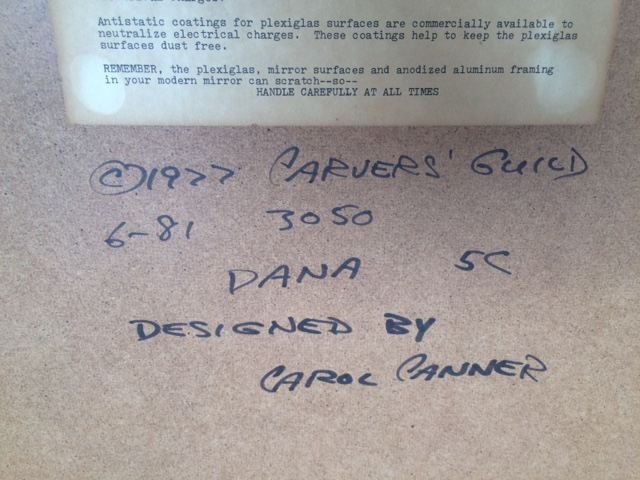 Antistatic coatings for plexiglas surfaces are commercially available to
neutralize electrical charges. These coatings help to keep the plexiglas
surfaces dust free.
REMEMBER, the plexiglas, mirror surfaces and anodized aluminum framing
in your modern mirror can scratch--so--
HANDLE CAREFULLY AT ALL TIMES
©1977 CARVERS' GUILD
6-81 3050
DANA 5C
DESIGNED BY
CAROL CANNER